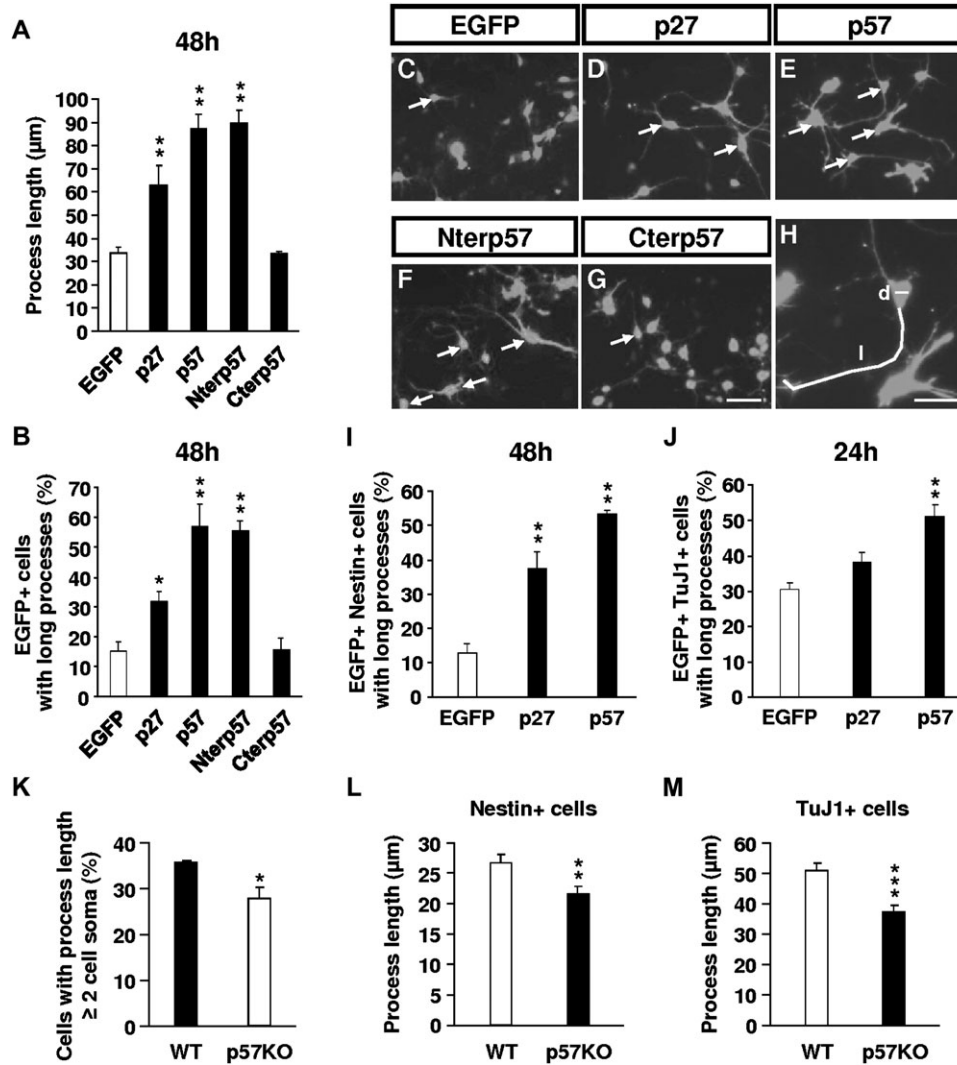 A
48h
Process length (µm)
100
90
80
70
60
50
40
30
20
10
0
**
**
**
EGFP
p27
p57
Nterp57
Cterp57
EGFP
p27
p57
C
D
E
Nterp57
Cterp57
F
G
H
d
l
B
48h
EGFP+ cells
with long processes (%)
70
60
50
40
30
20
10
0
*
**
**
EGFP
p27
p57
Nterp57
Cterp57
I
48h
EGFP+ Nestin+ cells
with long processes (%)
60
50
40
30
20
10
0
**
**
EGFP
p27
p57
J
24h
EGFP+ TuJ1+ cells
with long processes (%)
60
50
40
30
20
10
0
**
EGFP
p27
p57
K
Cells with process length
≥ 2 cell soma (%)
40
30
20
10
0
*
WT
p57KO
L
Nestin+ cells
Process length (µm)
30
25
20
15
10
5
0
**
WT
p57KO
M
TuJ1+ cells
Process length (µm)
60
50
40
30
20
10
0
***
WT
p57KO